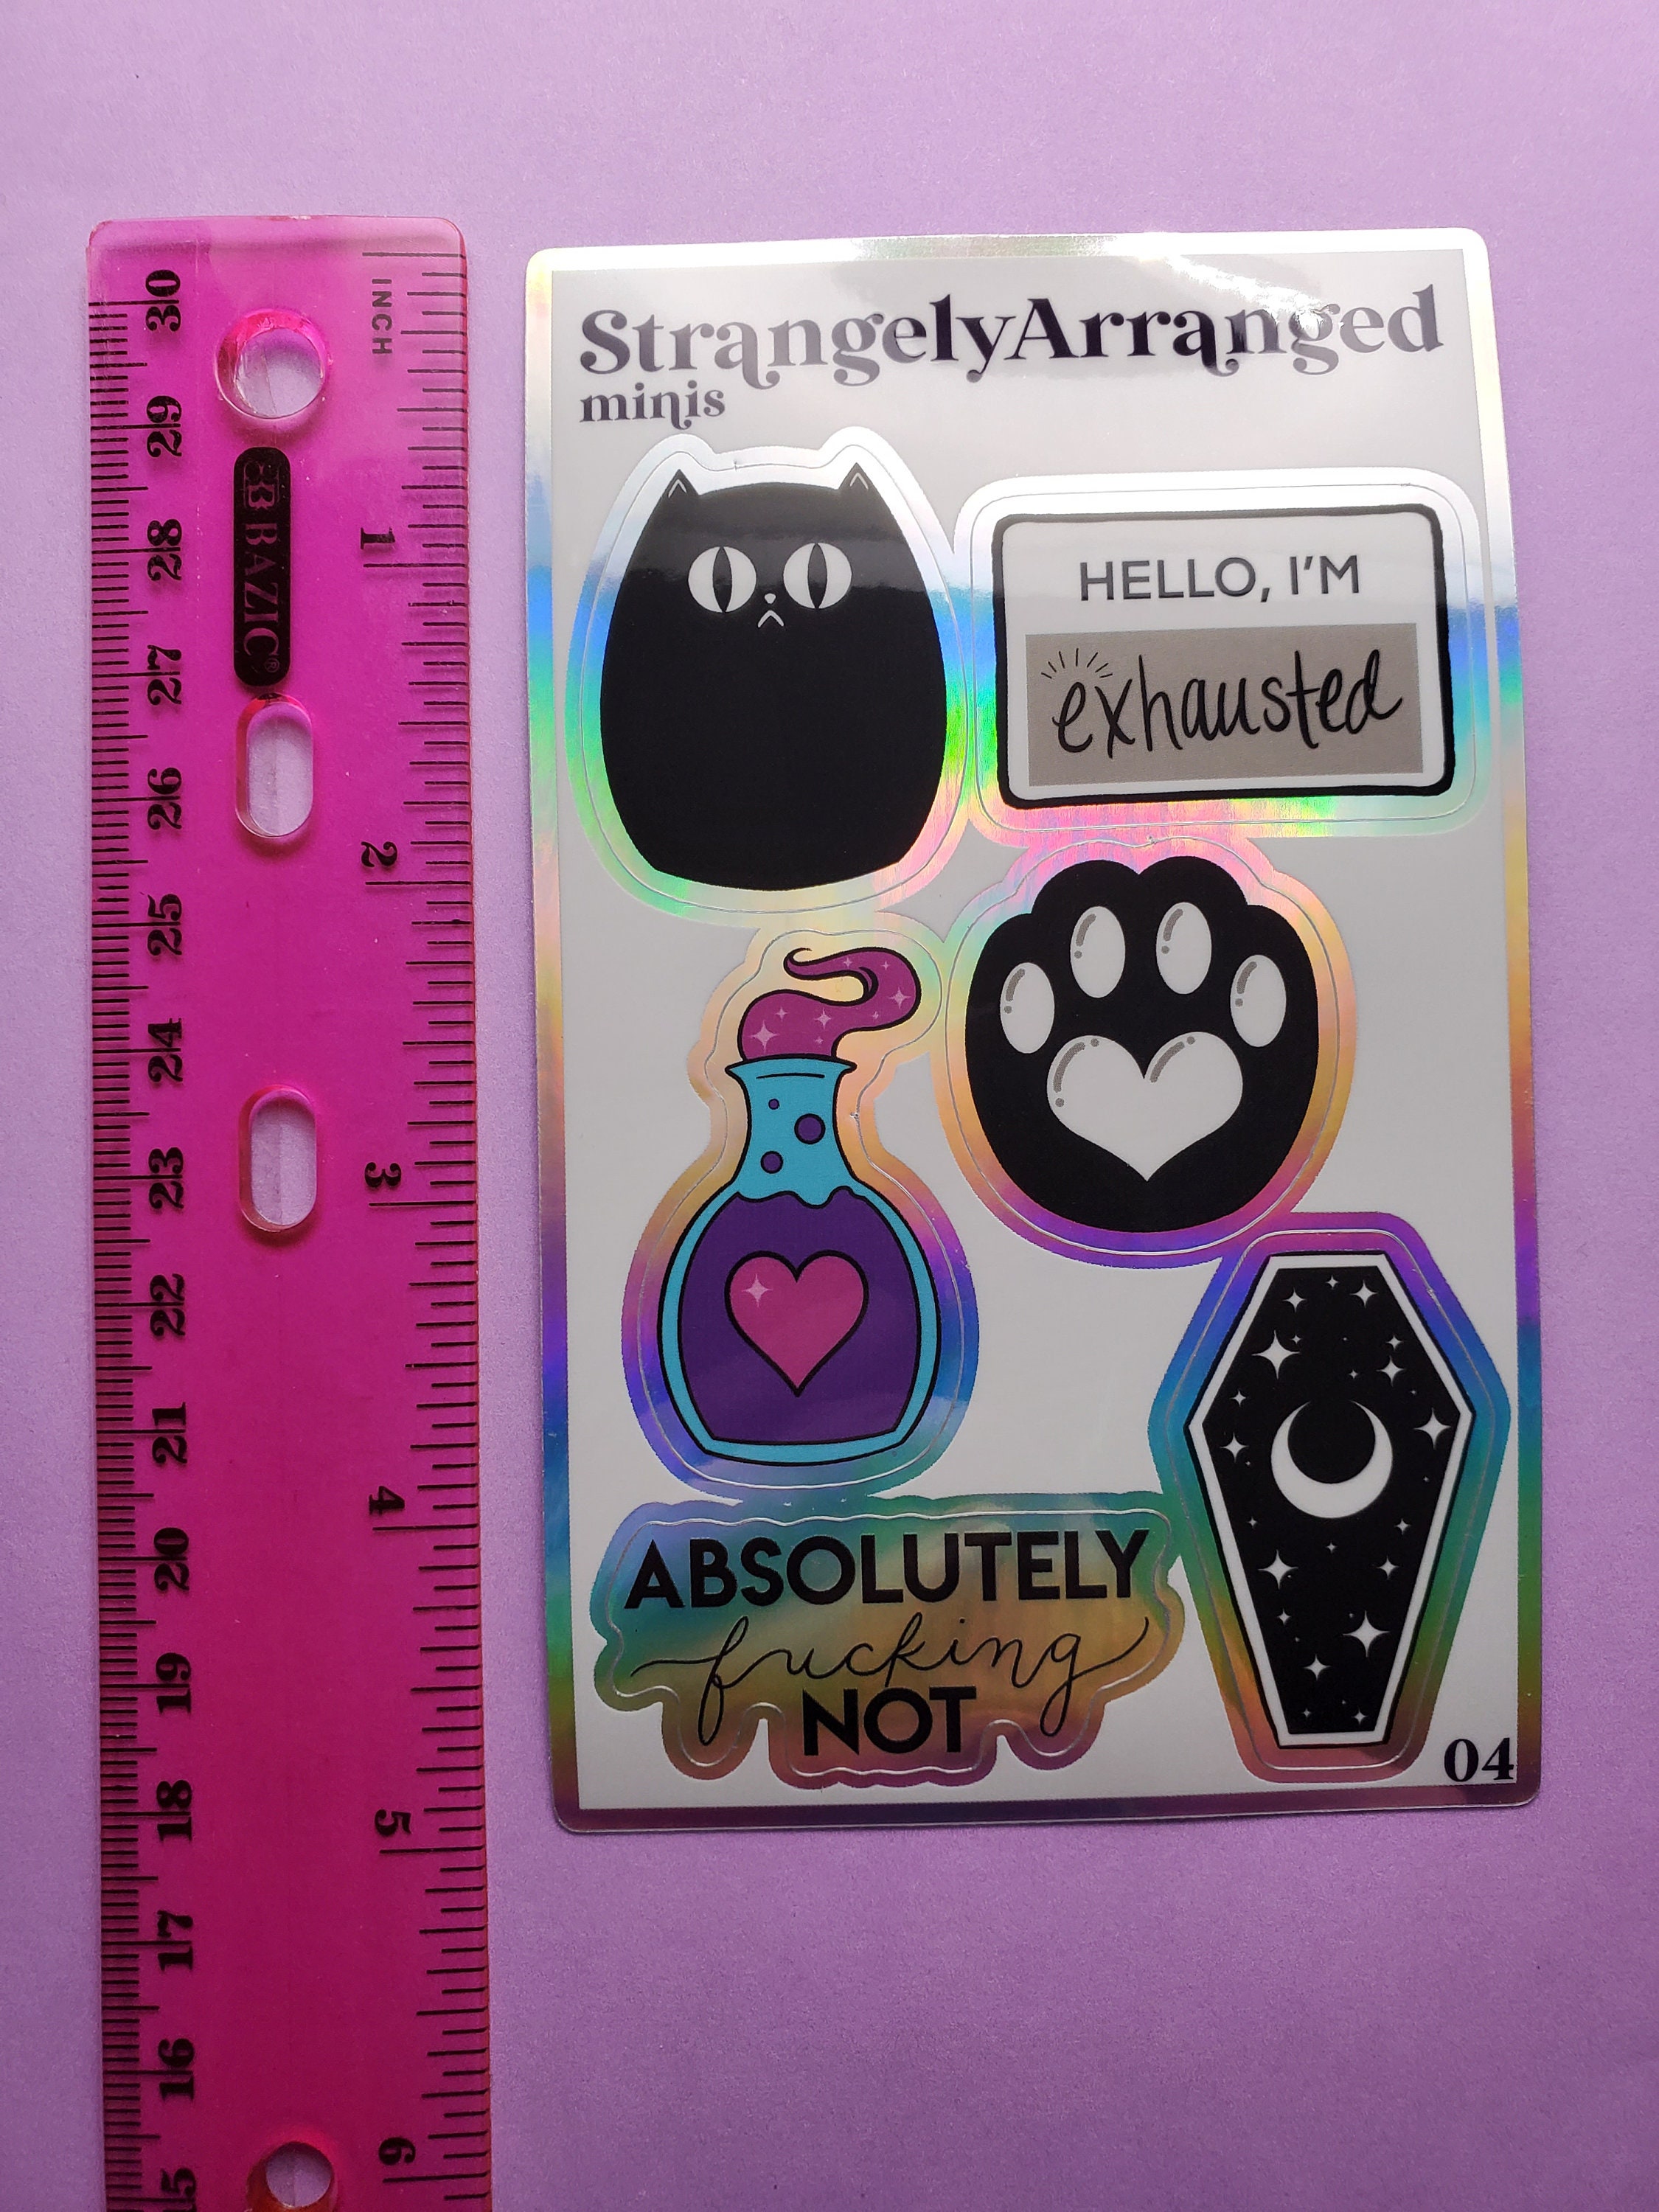 StrangelyArranged
minis
HELLO, I'M
exhausted
ABSOLUTELY
fucking
NOT
04
INCH
1
2
3
4
5
6
BAZIC®
30
29
28
27
26
25
24
23
22
21
20
19
18
17
16
15